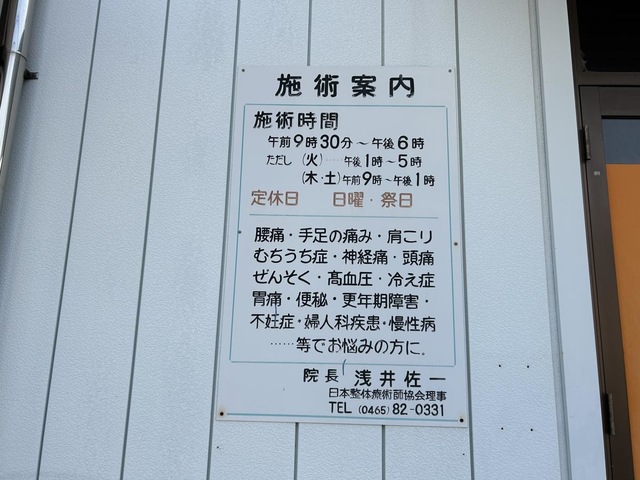 施術案内
施術時間
午前9時30分～午後6時
ただし (火)……午後1時～5時
(木・土)午前9時～午後1時
定休日 日曜・祭日
腰痛・手足の痛み・肩こり
むちうち症・神経痛・頭痛
ぜんそく・高血圧・冷え症
胃痛・便秘・更年期障害・
不妊症・婦人科疾患・慢性病
……等でお悩みの方に。
院長 浅井佐一
日本整体療術師協会理事
TEL (0465) 82-0331